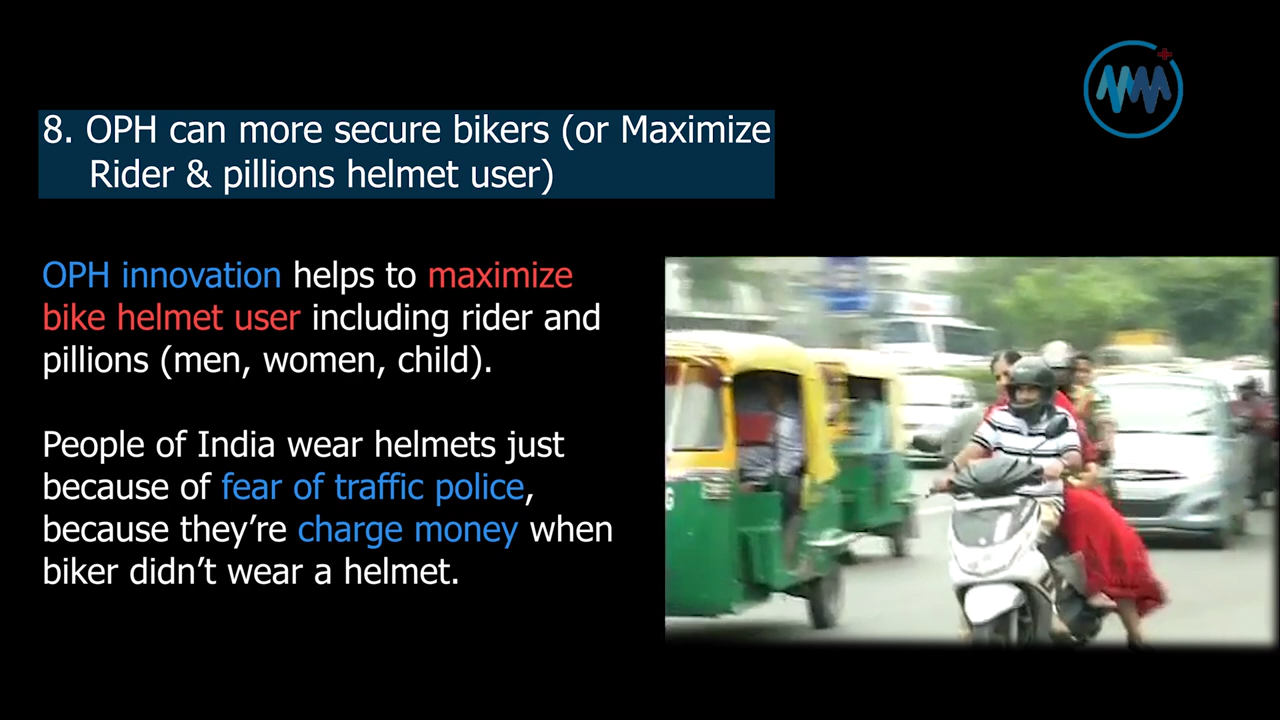 8. OPH can more secure bikers (or Maximize
Rider & pillions helmet user)
OPH innovation helps to maximize
bike helmet user including rider and
pillions (men, women, child).
People of India wear helmets just
because of fear of traffic police,
because they’re charge money when
biker didn’t wear a helmet.